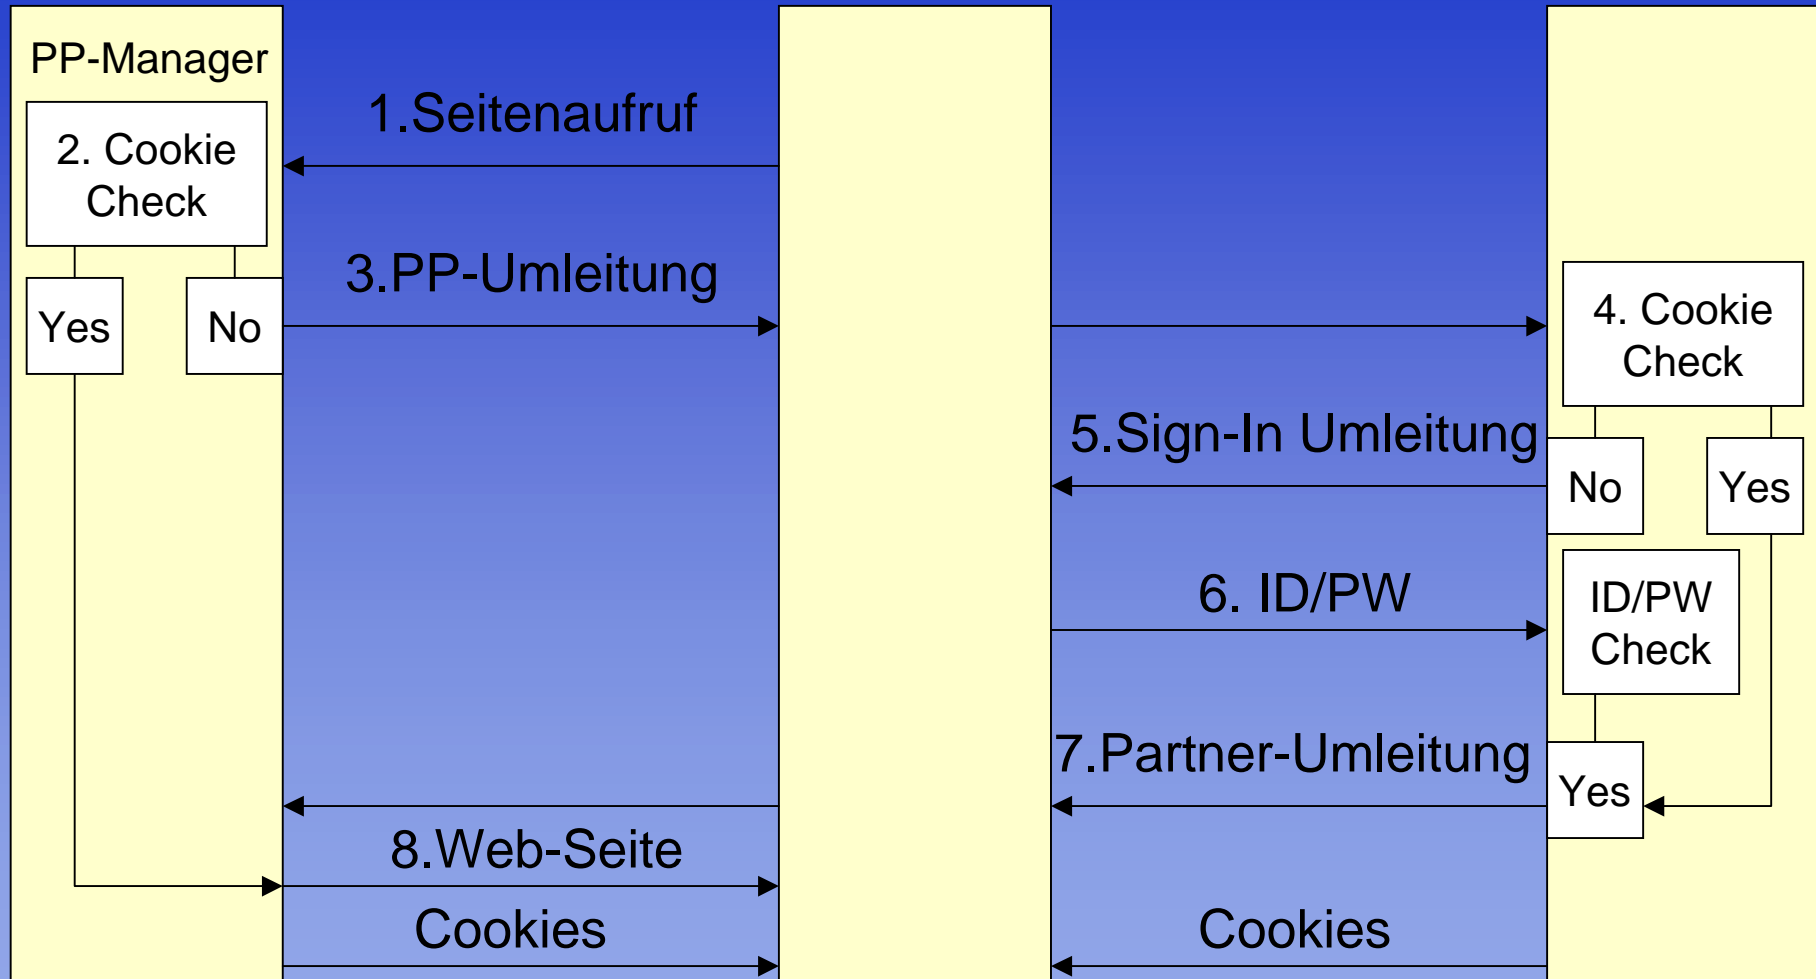 PP-Manager
1.Seitenaufruf
2. Cookie
Check
3.PP-Umleitung
Yes
No
4. Cookie
Check
5.Sign-In Umleitung
No
Yes
6. ID/PW
ID/PW
Check
7.Partner-Umleitung
Yes
8.Web-Seite
Cookies
Cookies